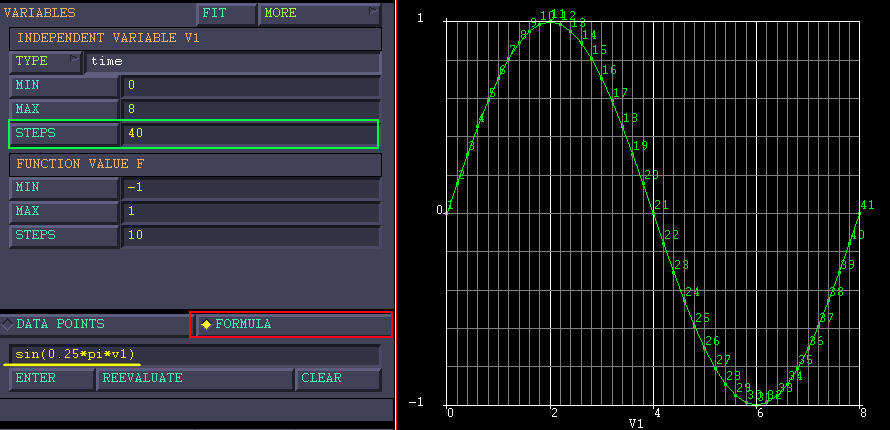 VARIABLES FIT MORE
INDEPENDENT VARIABLE V1
TYPE time
MIN 0
MAX 8
STEPS 40
FUNCTION VALUE F
MIN -1
MAX 1
STEPS 10
DATA POINTS FORMULA
sin(0.25*pi*v1)
ENTER REEVALUATE CLEAR
1
0
-1
1
2
3
4
5
6
7
8
9
10
11
12
13
14
15
16
17
18
19
20
21
22
23
24
25
26
27
28
29
33
34
35
36
37
38
39
40
41
0 2 4 6 8
V1